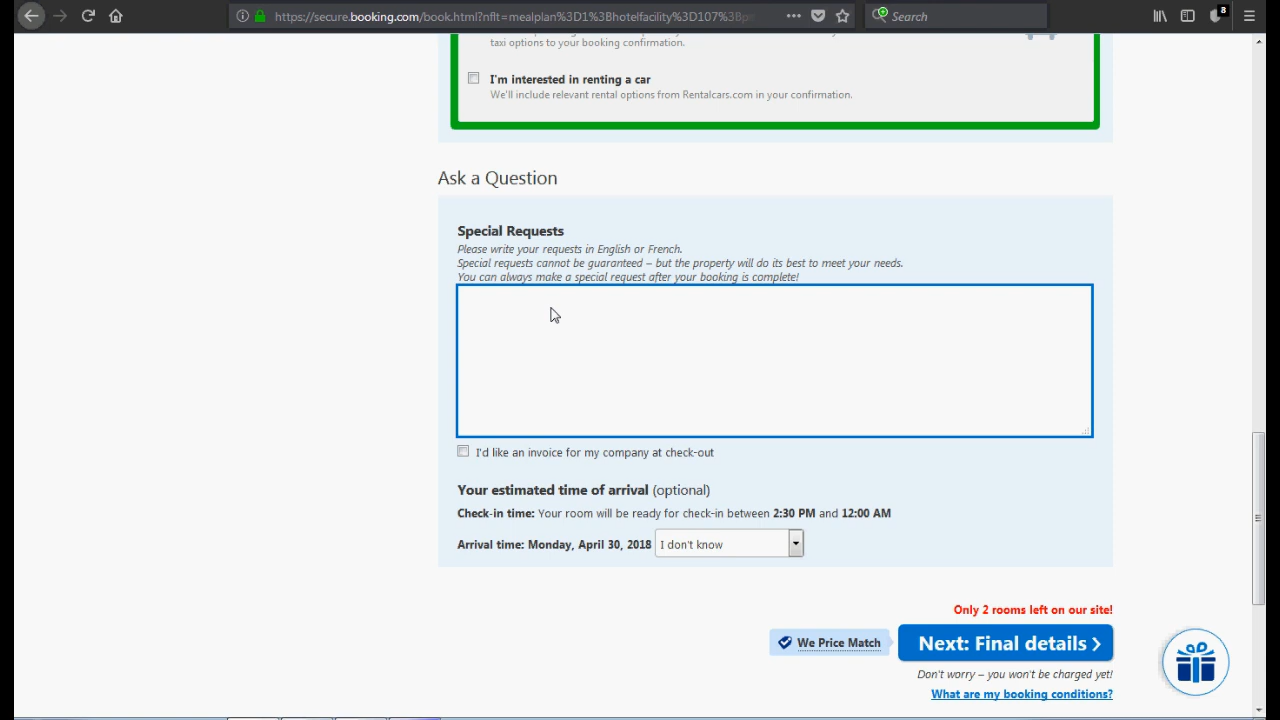 https://secure.booking.com/book.html?nflt=mealplan%3D1%3Bhotelfacility%3D107%3Bp
Search
8
taxi options to your booking confirmation.
I'm interested in renting a car
We'll include relevant rental options from Rentalcars.com in your confirmation.
Ask a Question
Special Requests
Please write your requests in English or French.
Special requests cannot be guaranteed – but the property will do its best to meet your needs.
You can always make a special request after your booking is complete!
I'd like an invoice for my company at check-out
Your estimated time of arrival (optional)
Check-in time: Your room will be ready for check-in between 2:30 PM and 12:00 AM
Arrival time: Monday, April 30, 2018 I don't know
Only 2 rooms left on our site!
We Price Match
Next: Final details
Don't worry – you won't be charged yet!
What are my booking conditions?